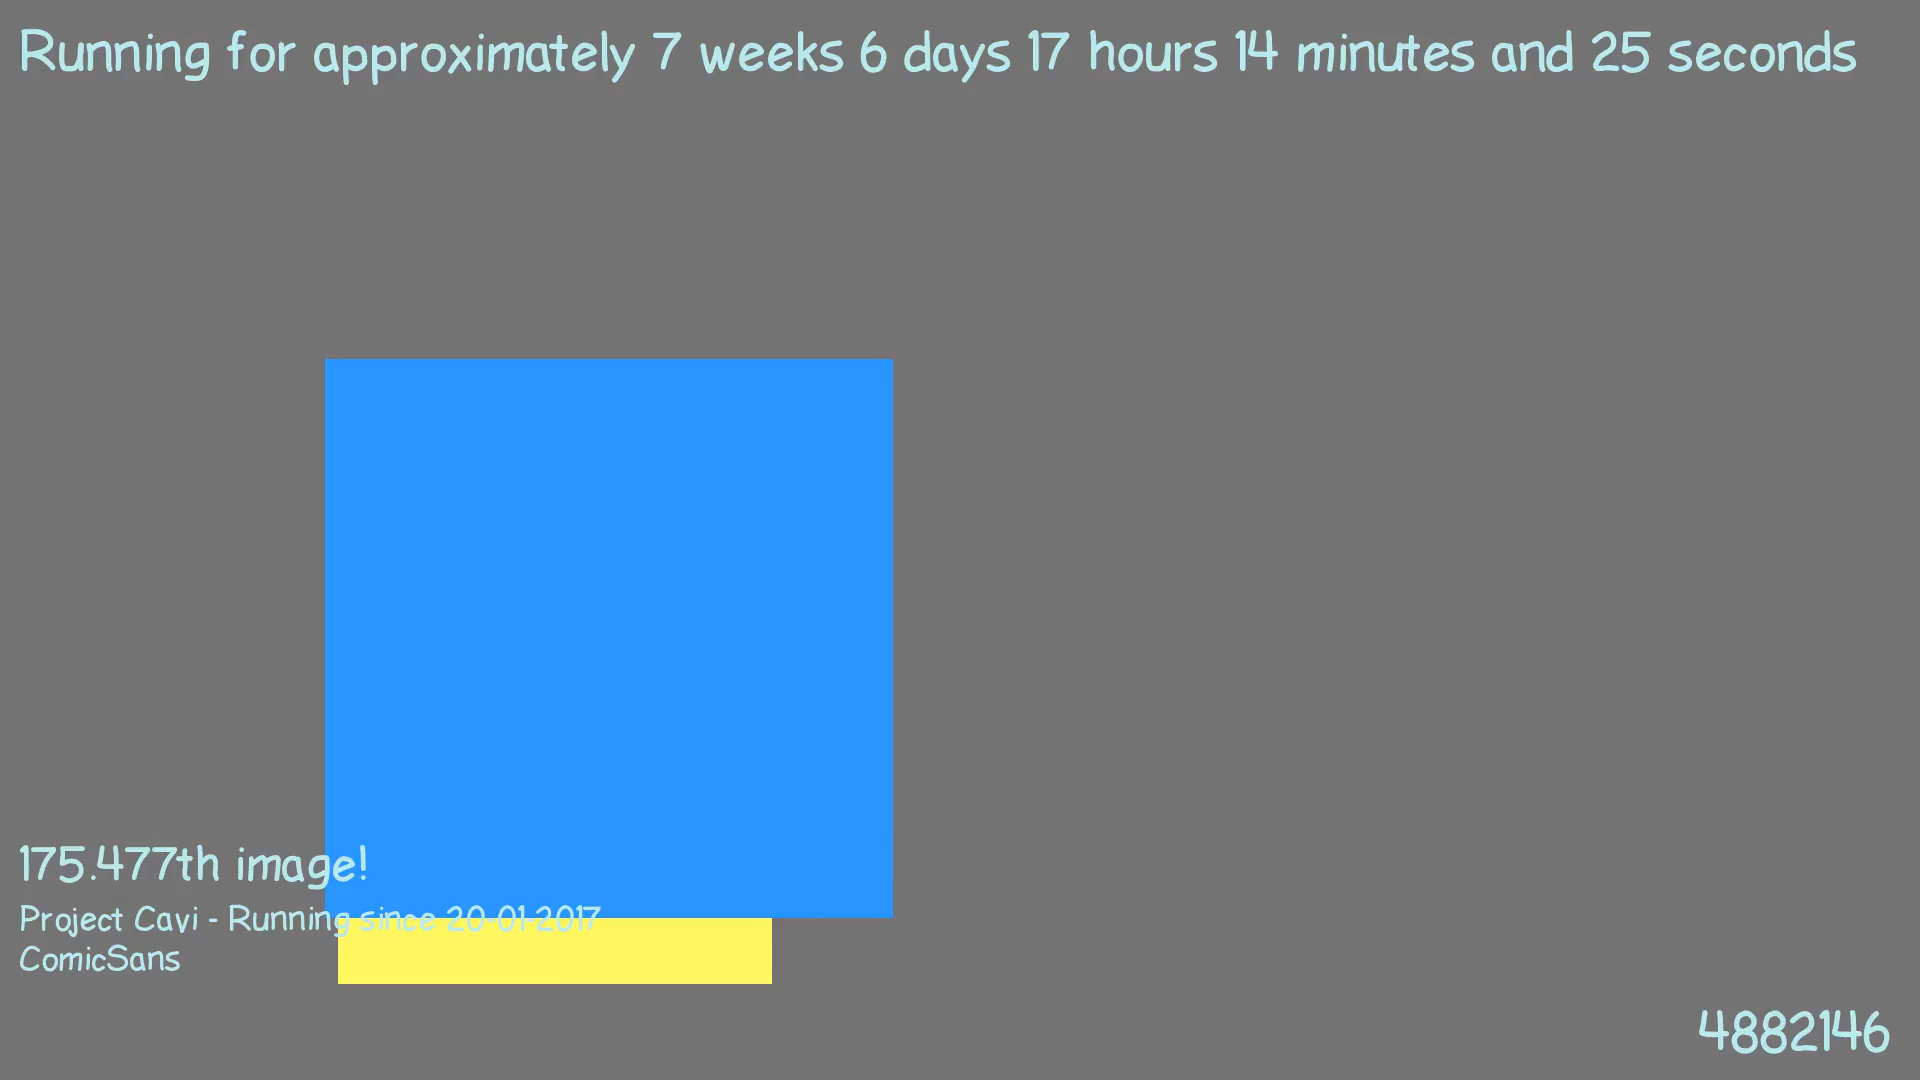 Running for approximately 7 weeks 6 days 17 hours 14 minutes and 25 seconds
175.477th image!
Project Cavi - Running since 20-01-2017
ComicSans
4882146